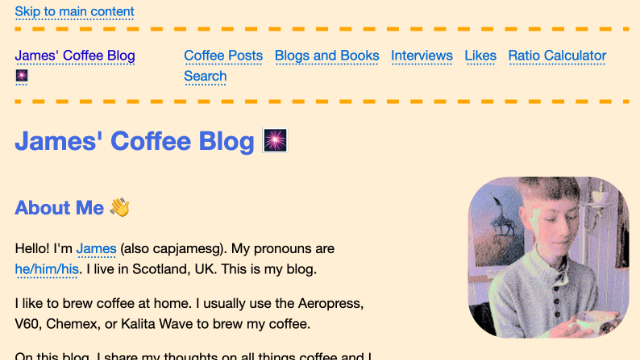 Skip to main content
James' Coffee Blog Coffee Posts Blogs and Books Interviews Likes Ratio Calculator
🎆 Search
James' Coffee Blog 🎆
About Me 👋
Hello! I'm James (also capjamesg). My pronouns are
he/him/his. I live in Scotland, UK. This is my blog.
I like to brew coffee at home. I usually use the Aeropress,
V60, Chemex, or Kalita Wave to brew my coffee.
On this blog, I share my thoughts on all things coffee and I